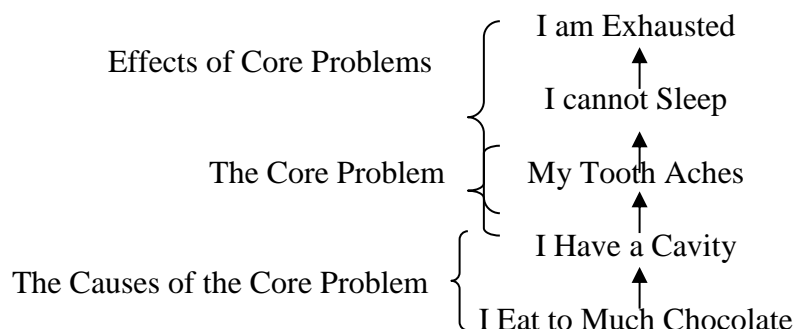 I am Exhausted
Effects of Core Problems
I cannot Sleep
The Core Problem
My Tooth Aches
I Have a Cavity
The Causes of the Core Problem
I Eat to Much Chocolate